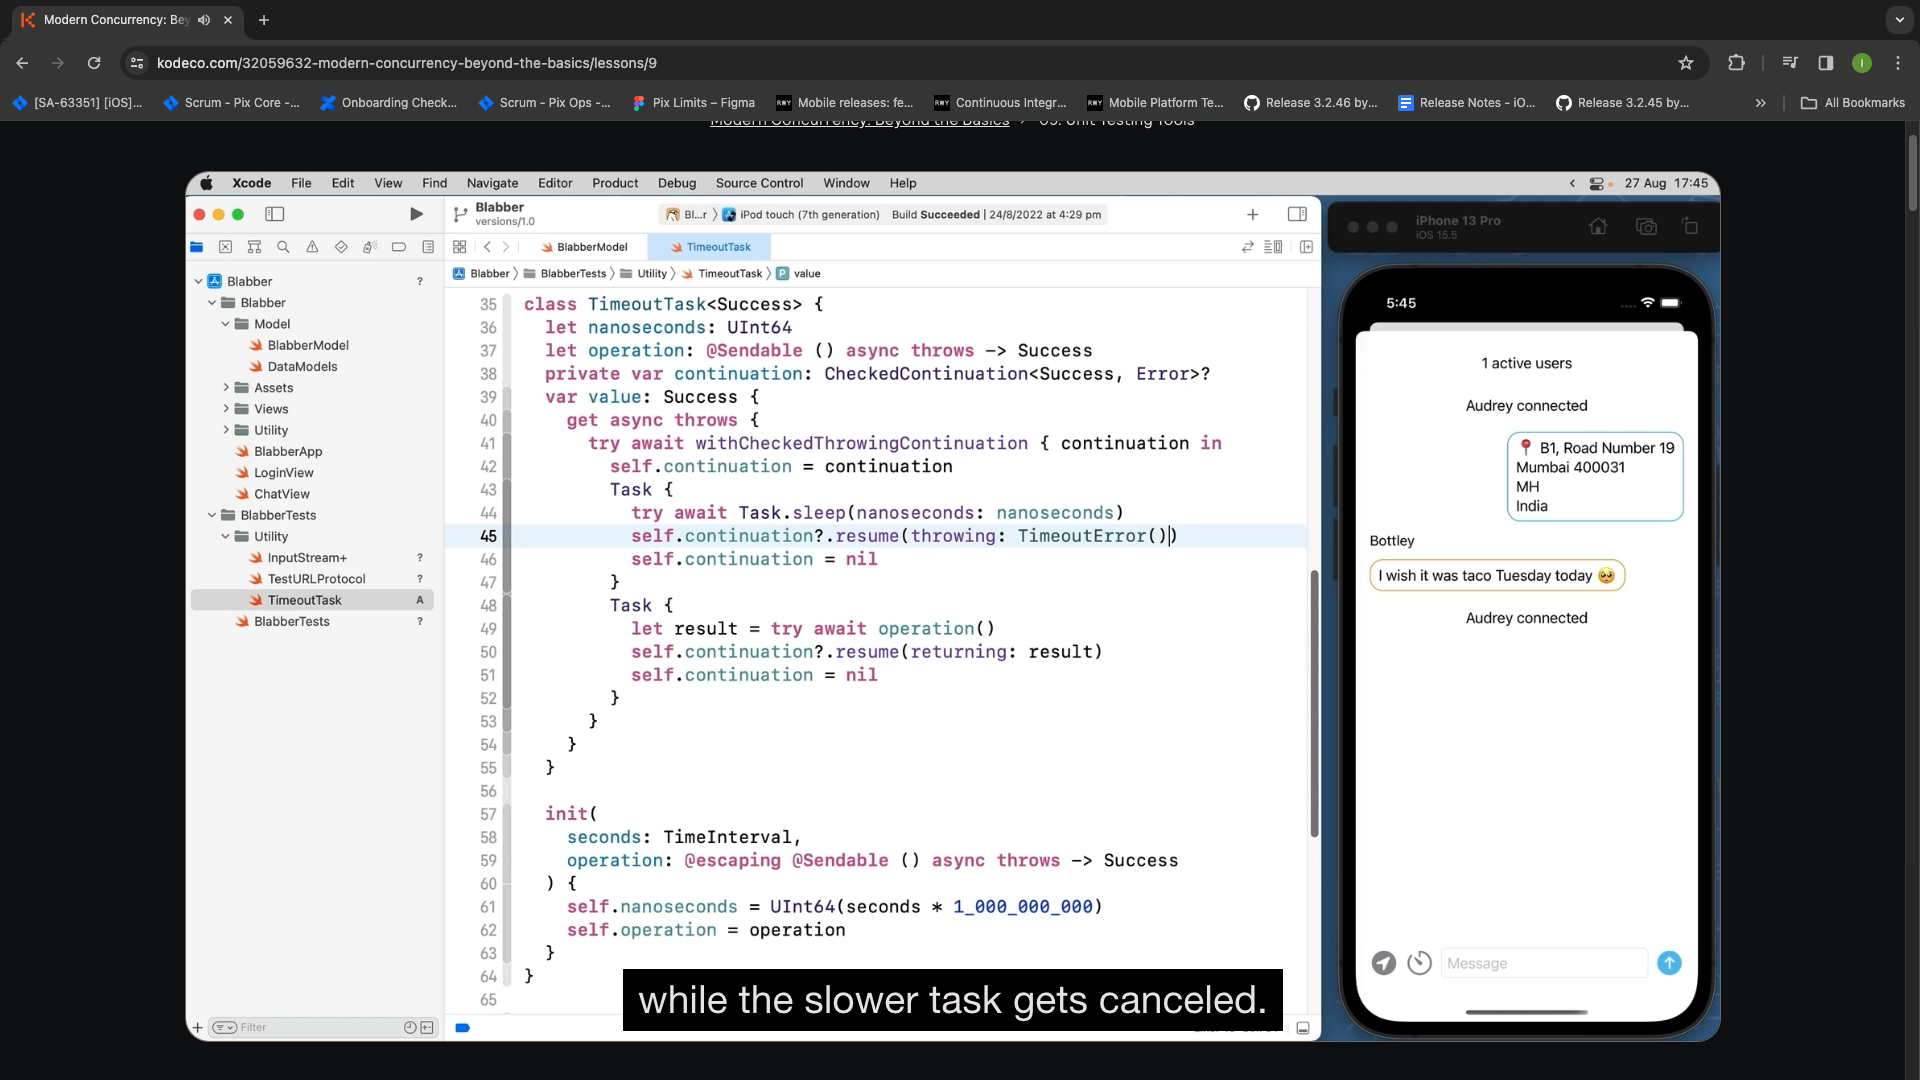 Modern Concurrency: Bey
kodeco.com/32059632-modern-concurrency-beyond-the-basics/lessons/9
[SA-63351] [iOS]...
Scrum - Pix Core -...
Onboarding Check...
Scrum - Pix Ops -...
Pix Limits – Figma
RWY Mobile releases: fe...
RWY Continuous Integr...
RWY Mobile Platform Te...
Release 3.2.46 by...
Release Notes - iO...
Release 3.2.45 by...
All Bookmarks
Modern Concurrency: Beyond the Basics > 09. Unit Testing Tools
Xcode File Edit View Find Navigate Editor Product Debug Source Control Window Help
27 Aug 17:45
Blabber
versions/1.0
Bl...r
iPod touch (7th generation)
Build Succeeded | 24/8/2022 at 4:29 pm
BlabberModel
TimeoutTask
Blabber > BlabberTests > Utility > TimeoutTask > P value
Blabber ?
Blabber
Model
BlabberModel
DataModels
Assets
Views
Utility
BlabberApp
LoginView
ChatView
BlabberTests
Utility
InputStream+ ?
TestURLProtocol ?
TimeoutTask A
BlabberTests ?
Filter
35 class TimeoutTask<Success> {
36 let nanoseconds: UInt64
37 let operation: @Sendable () async throws -> Success
38 private var continuation: CheckedContinuation<Success, Error>?
39 var value: Success {
40 get async throws {
41 try await withCheckedThrowingContinuation { continuation in
42 self.continuation = continuation
43 Task {
44 try await Task.sleep(nanoseconds: nanoseconds)
45 self.continuation?.resume(throwing: TimeoutError())
46 self.continuation = nil
47 }
48 Task {
49 let result = try await operation()
50 self.continuation?.resume(returning: result)
51 self.continuation = nil
52 }
53 }
54 }
55 }
56
57 init(
58 seconds: TimeInterval,
59 operation: @escaping @Sendable () async throws -> Success
60 ) {
61 self.nanoseconds = UInt64(seconds * 1_000_000_000)
62 self.operation = operation
63 }
64 }
65
while the slower task gets canceled.
iPhone 13 Pro
iOS 15.5
5:45
1 active users
Audrey connected
📍 B1, Road Number 19
Mumbai 400031
MH
India
Bottley
I wish it was taco Tuesday today 🥺
Audrey connected
Message